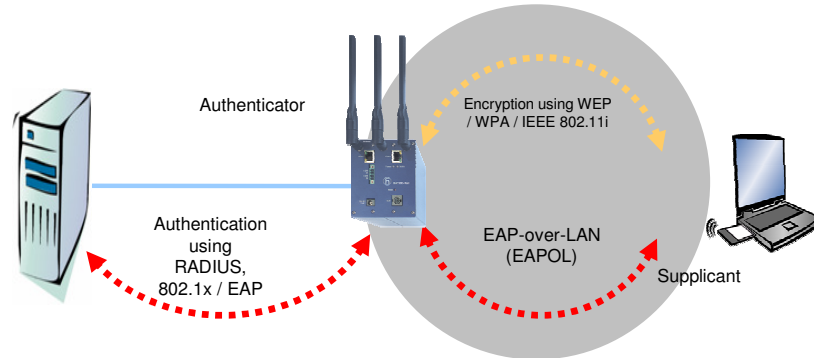 Authenticator
Encryption using WEP
/ WPA / IEEE 802.11i
Authentication
using
RADIUS,
802.1x / EAP
EAP-over-LAN
(EAPOL)
Supplicant